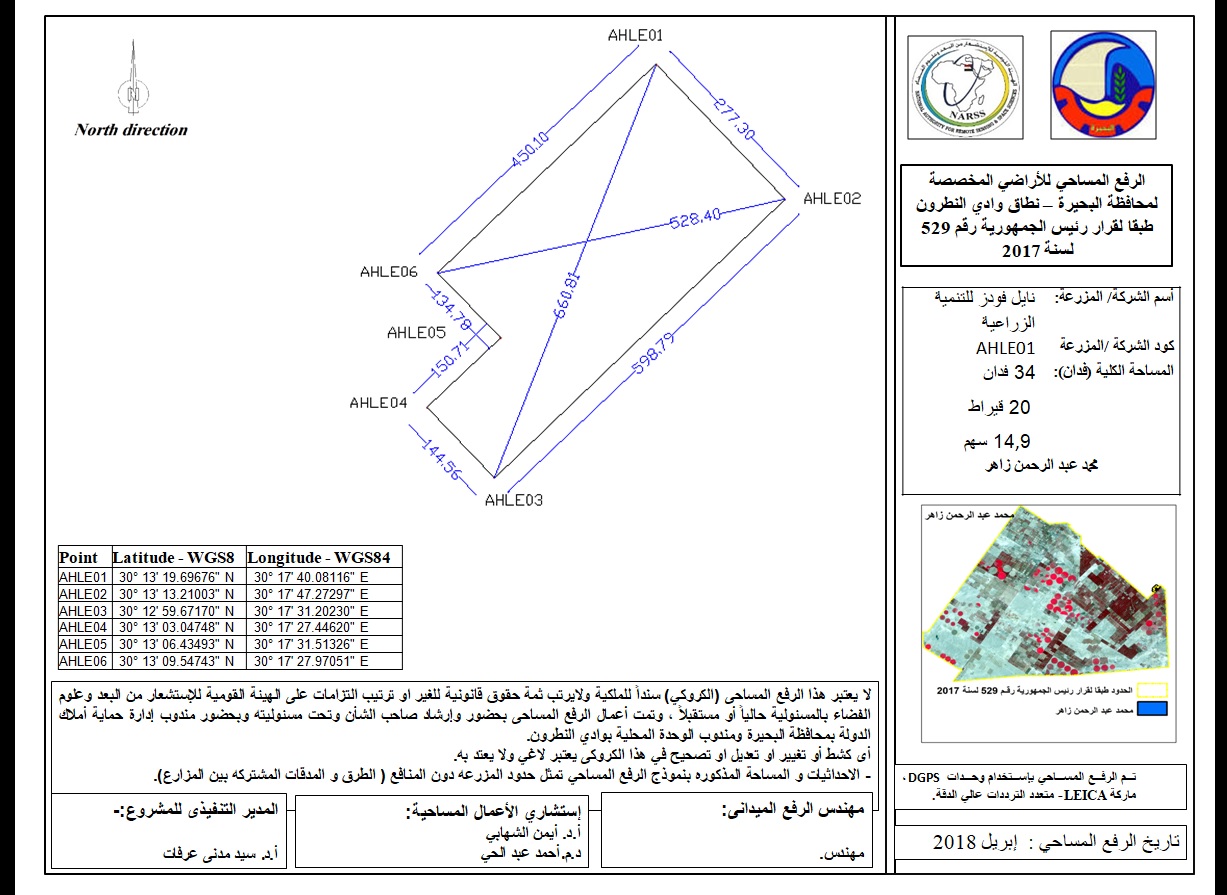 AHLE01
277.30
450.10
AHLE02
528.40
AHLE06
660.81
134.78
AHLE05
150.71
598.79
AHLE04
144.56
AHLE03
N
North direction
NARSS
NATIONAL AUTHORITY FOR REMOTE SENSING & SPACE SCIENCES
البحيرة
الرفع المساحي للأراضي المخصصة
لمحافظة البحيرة – نطاق وادي النطرون
طبقا لقرار رئيس الجمهورية رقم 529
لسنة 2017
أسم الشركة/ المزرعة: نايل فودز للتنمية
الزراعية
كود الشركة /المزرعة AHLE01
المساحة الكلية (فدان): 34 فدان
20 قيراط
14,9 سهم
محمد عبد الرحمن زاهر
محمد عبد الرحمن زاهر
الحدود طبقا لقرار رئيس الجمهورية رقم 529 لسنة 2017
محمد عبد الرحمن زاهر
Point Latitude - WGS8 Longitude - WGS84
AHLE01 30° 13' 19.69676" N 30° 17' 40.08116" E
AHLE02 30° 13' 13.21003" N 30° 17' 47.27297" E
AHLE03 30° 12' 59.67170" N 30° 17' 31.20230" E
AHLE04 30° 13' 03.04748" N 30° 17' 27.44620" E
AHLE05 30° 13' 06.43493" N 30° 17' 31.51326" E
AHLE06 30° 13' 09.54743" N 30° 17' 27.97051" E
لا يعتبر هذا الرفع المساحى (الكروكي) سنداً للملكية ولايرتب ثمة حقوق قانونية للغير او ترتيب التزامات على الهيئة القومية للإستشعار من البعد وعلوم
الفضاء بالمسئولية حالياً أو مستقبلاً ، وتمت أعمال الرفع المساحى بحضور وإرشاد صاحب الشأن وتحت مسئوليته وبحضور مندوب إدارة حماية أملاك
الدولة بمحافظة البحيرة ومندوب الوحدة المحلية بوادي النطرون.
أى كشط أو تغيير او تعديل او تصحيح في هذا الكروكى يعتبر لاغي ولا يعتد به.
- الاحداثيات و المساحة المذكوره بنموذج الرفع المساحي تمثل حدود المزرعه دون المنافع ( الطرق و المدقات المشتركه بين المزارع).
تـم الرفـع المسـاحي بإسـتخدام وحـدات DGPS،
ماركة LEICA- متعدد الترددات عالي الدقة.
مهندس الرفع الميدانى:
مهندس.
إستشاري الأعمال المساحية:
أ.د. أيمن الشهابي
د.م.أحمد عبد الحي
المدير التنفيذى للمشروع:-
أ.د. سيد مدنى عرفات
تاريخ الرفع المساحي : إبريل 2018